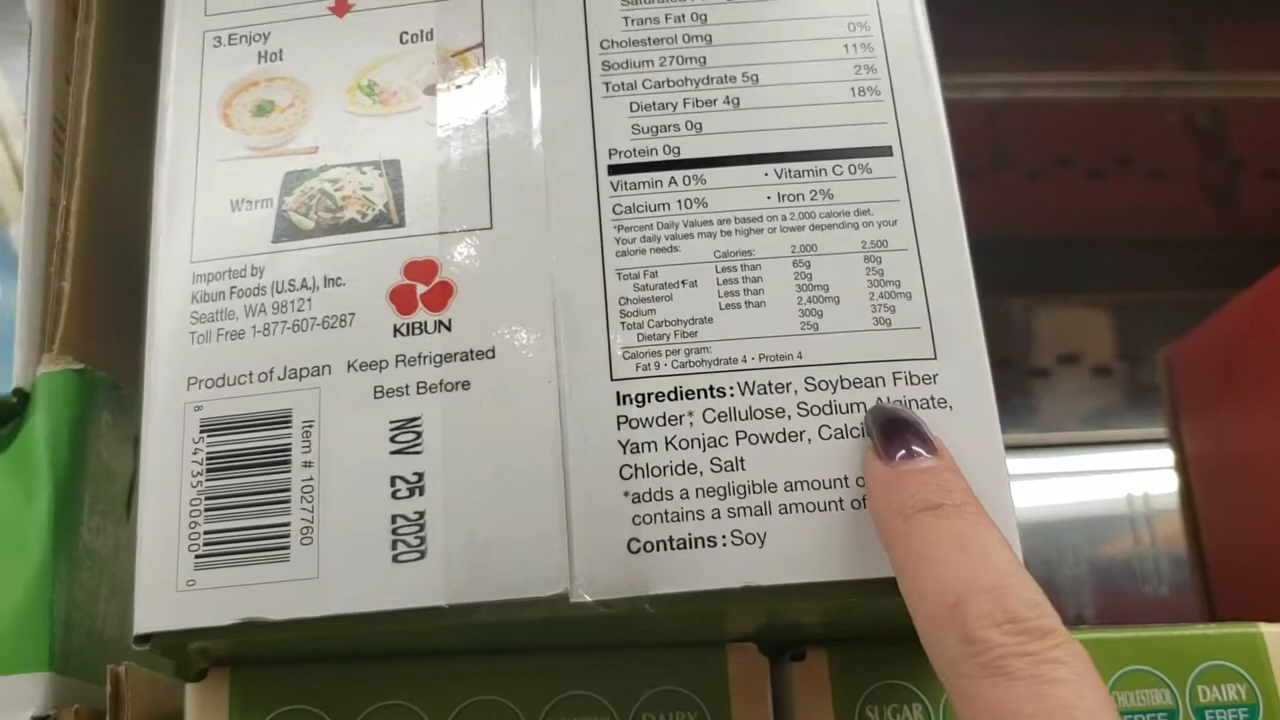 3.Enjoy
Hot
Cold
Warm
Imported by
Kibun Foods (U.S.A.), Inc.
Seattle, WA 98121
Toll Free 1-877-607-6287
KIBUN
Product of Japan
Keep Refrigerated
Best Before
NOV 25 2020
8 54735 00600 0
Item # 1027760
Trans Fat 0g
Cholesterol 0mg 0%
Sodium 270mg 11%
Total Carbohydrate 5g 2%
Dietary Fiber 4g 18%
Sugars 0g
Protein 0g
Vitamin A 0% · Vitamin C 0%
Calcium 10% · Iron 2%
*Percent Daily Values are based on a 2,000 calorie diet.
Your daily values may be higher or lower depending on your
calorie needs:
Calories: 2,000 2,500
Total Fat Less than 65g 80g
Saturated Fat Less than 20g 25g
Cholesterol Less than 300mg 300mg
Sodium Less than 2,400mg 2,400mg
Total Carbohydrate 300g 375g
Dietary Fiber 25g 30g
Calories per gram:
Fat 9 · Carbohydrate 4 · Protein 4
Ingredients: Water, Soybean Fiber
Powder*, Cellulose, Sodium Alginate,
Yam Konjac Powder,
Chloride, Salt
*adds a negligible amount
contains a small amount of
Contains: Soy
SUGAR
CHOLESTEROL
FREE
DAIRY
FREE
DAIRY